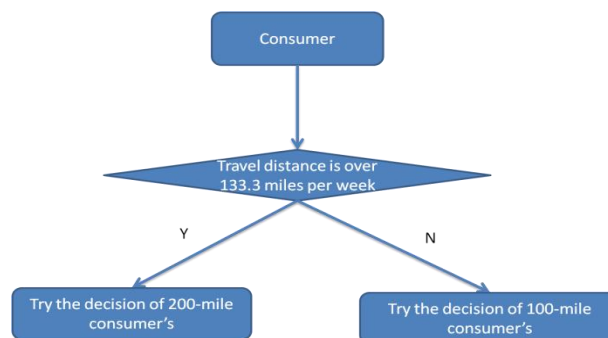 Consumer
Travel distance is over
133.3 miles per week
Y
N
Try the decision of 200-mile
consumer's
Try the decision of 100-mile
consumer's